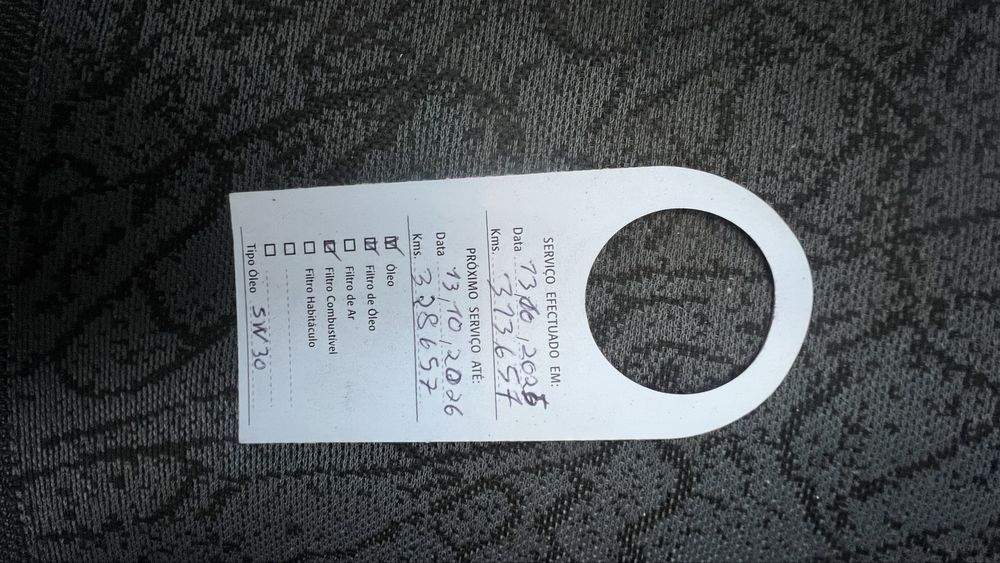 SERVIÇO EFECTUADO EM:
Data 13/10/2025
Kms. 313.657
PRÓXIMO SERVIÇO ATÉ:
Data 13/10/2026
Kms. 328657
☑ Óleo
☑ Filtro de Óleo
☐ Filtro de Ar
☑ Filtro Combustível
☐ Filtro Habitáculo
☐
☐
Tipo Óleo 5W30